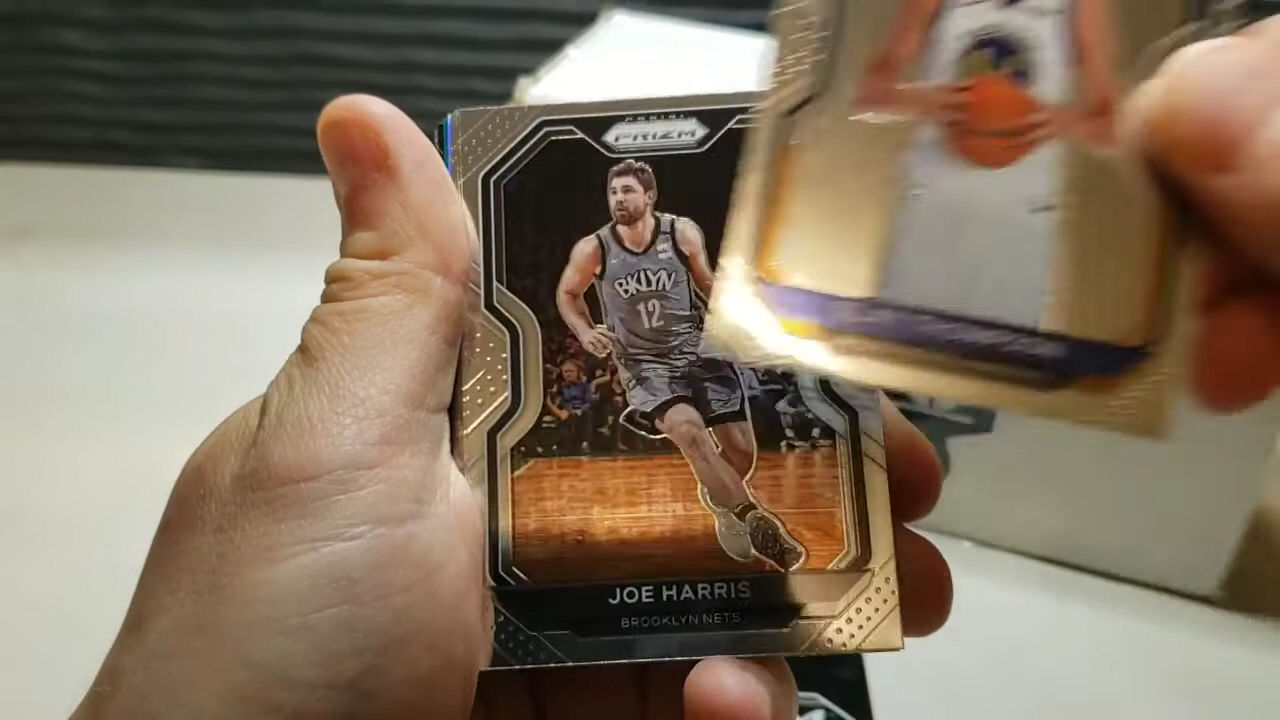 PANINI
PRIZM
BKLYN
12
JOE HARRIS
BROOKLYN NETS